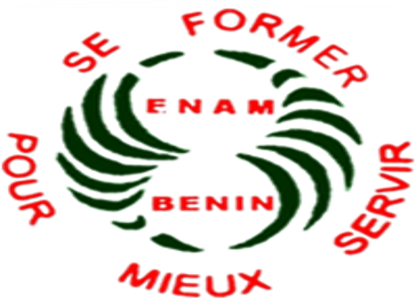 SE FORMER
POUR MIEUX SERVIR
ENAM
BENIN